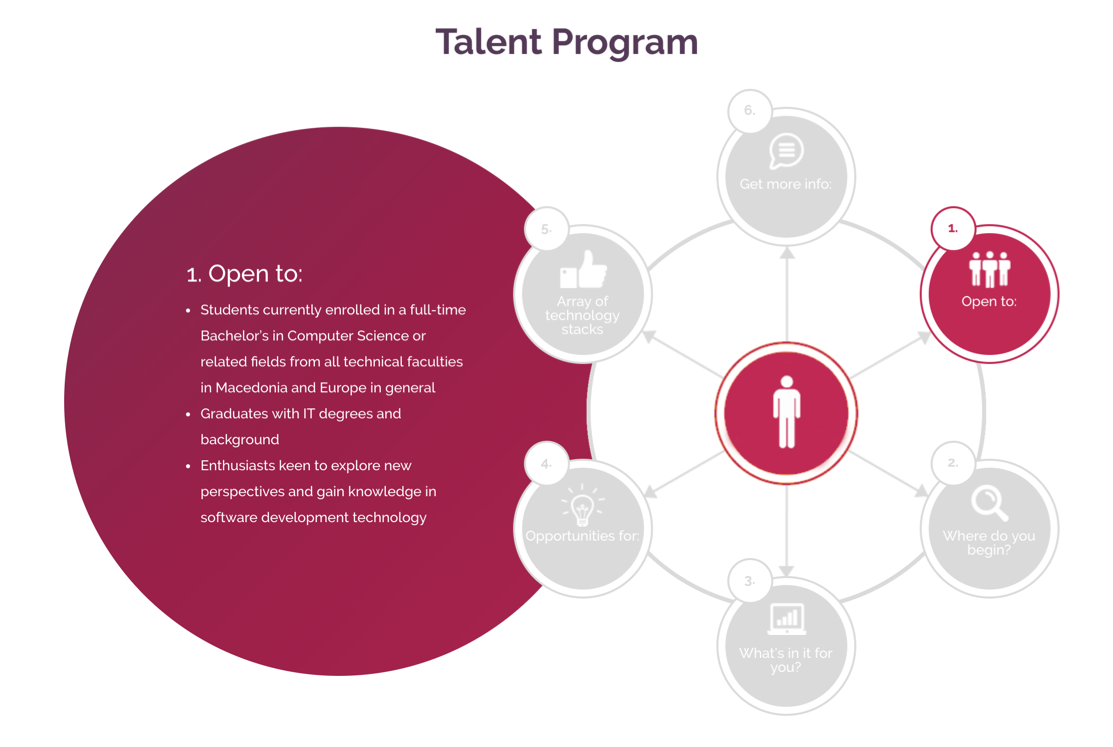 Talent Program
1. Open to:
• Students currently enrolled in a full-time
Bachelor's in Computer Science or
related fields from all technical faculties
in Macedonia and Europe in general
• Graduates with IT degrees and
background
• Enthusiasts keen to explore new
perspectives and gain knowledge in
software development technology
1.
Open to:
2.
Where do you
begin?
3.
What's in it for
you?
4.
Opportunities for:
5.
Array of
technology
stacks
6.
Get more info: